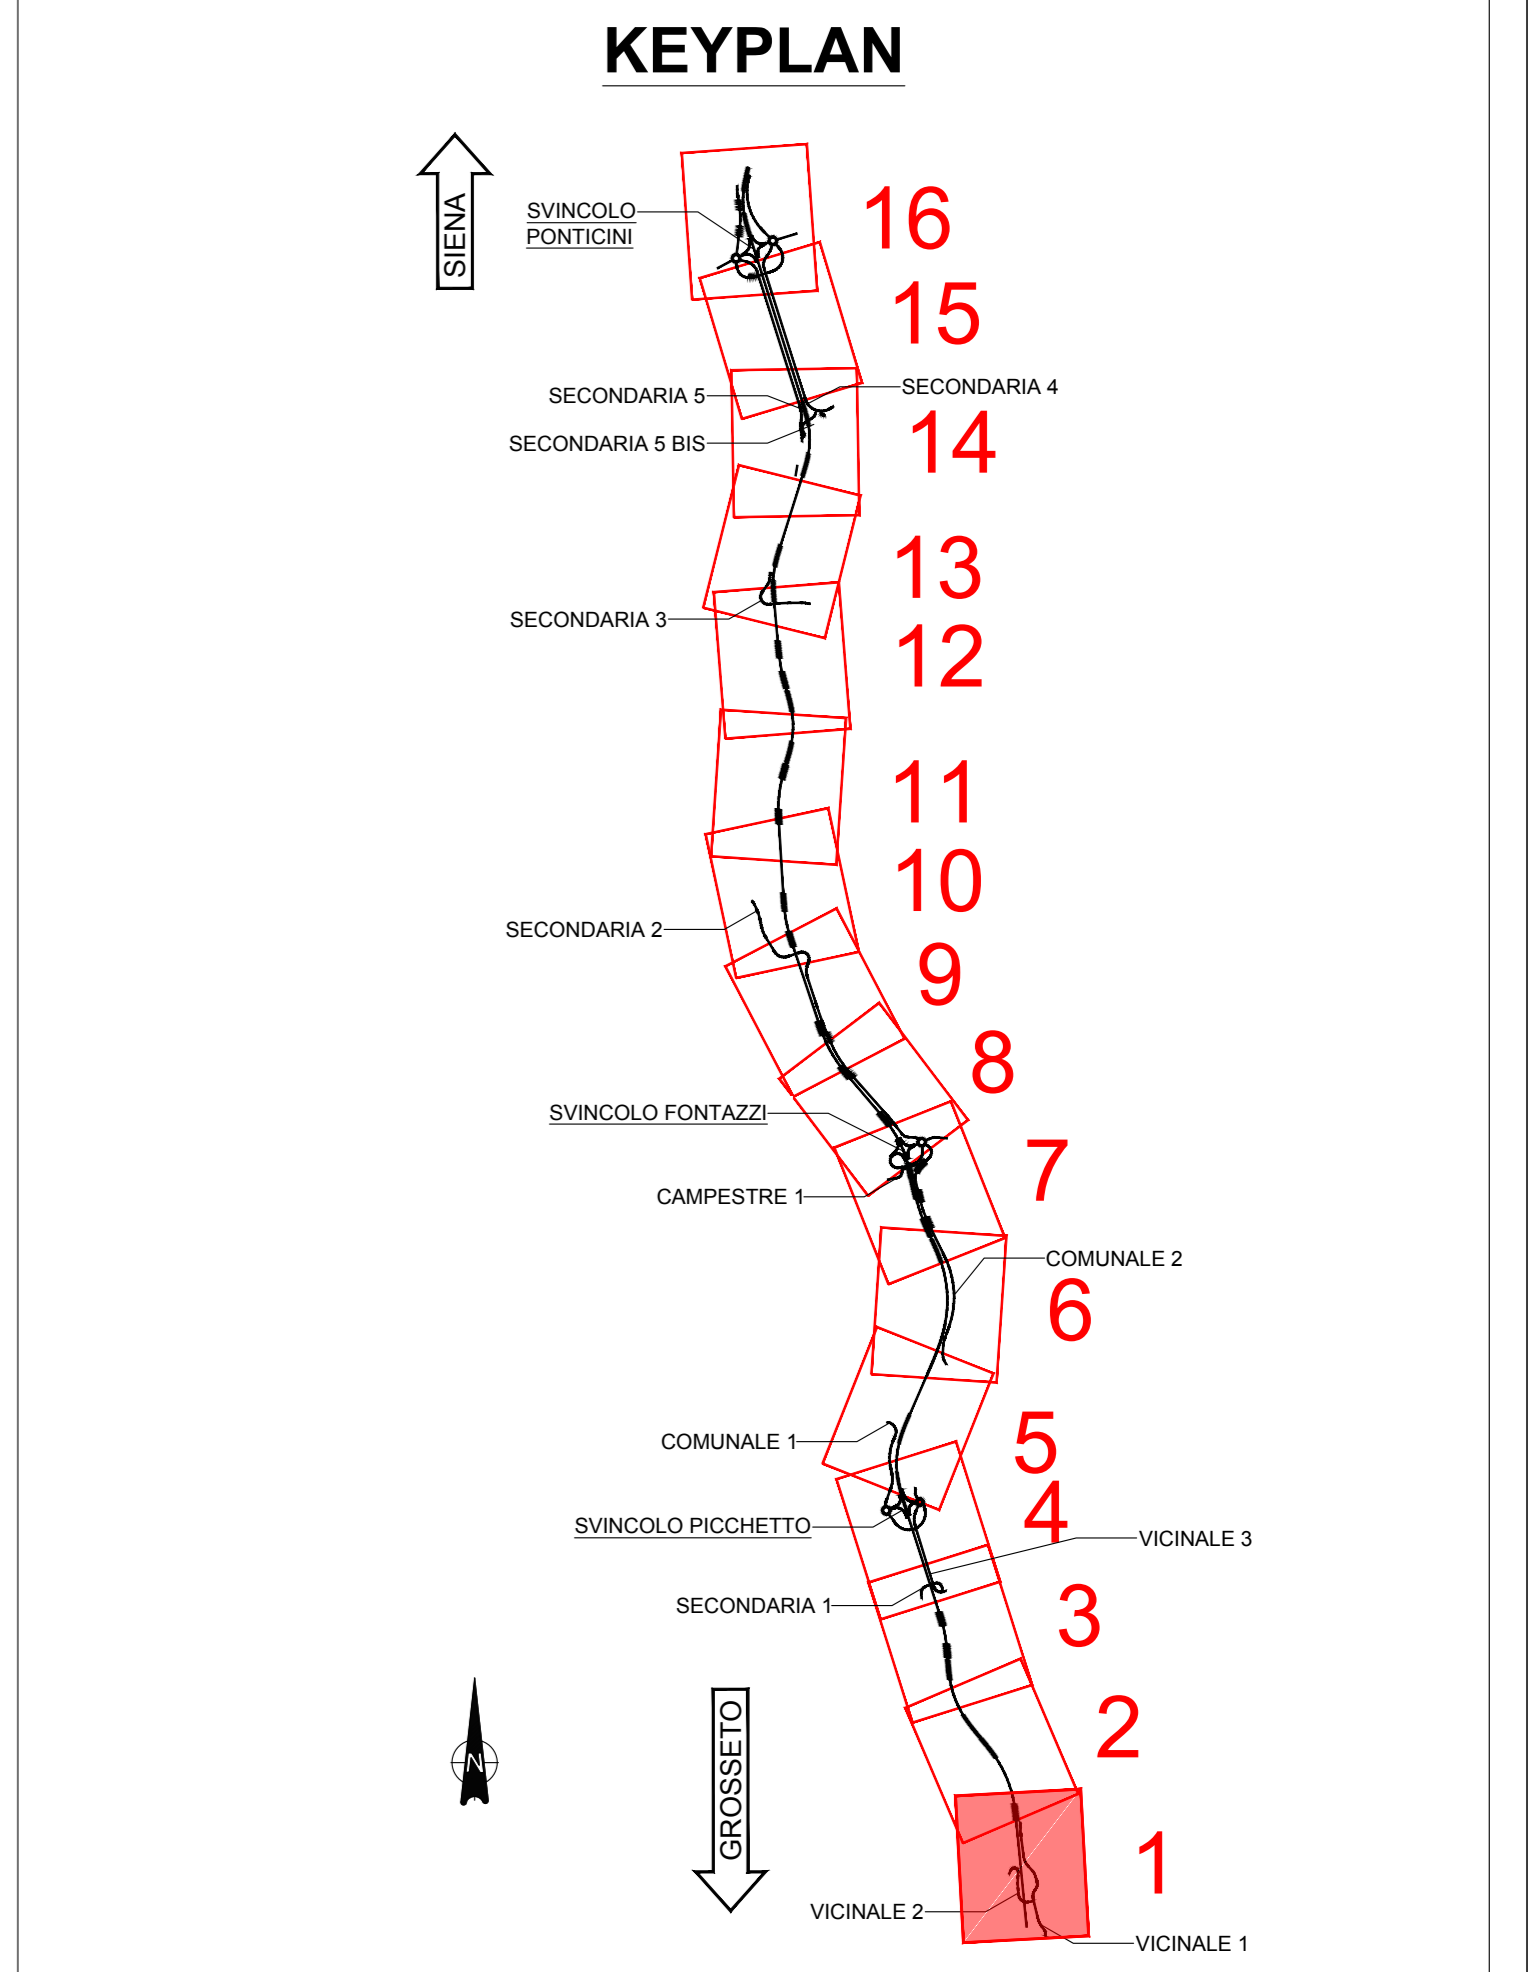 KEYPLAN
SIENA
SVINCOLO
PONTICINI
16
15
SECONDARIA 5
SECONDARIA 4
SECONDARIA 5 BIS
14
13
SECONDARIA 3
12
11
10
SECONDARIA 2
9
8
SVINCOLO FONTAZZI
7
CAMPESTRE 1
COMUNALE 2
6
COMUNALE 1
5
4
SVINCOLO PICCHETTO
VICINALE 3
SECONDARIA 1
3
2
N
GROSSETO
1
VICINALE 2
VICINALE 1